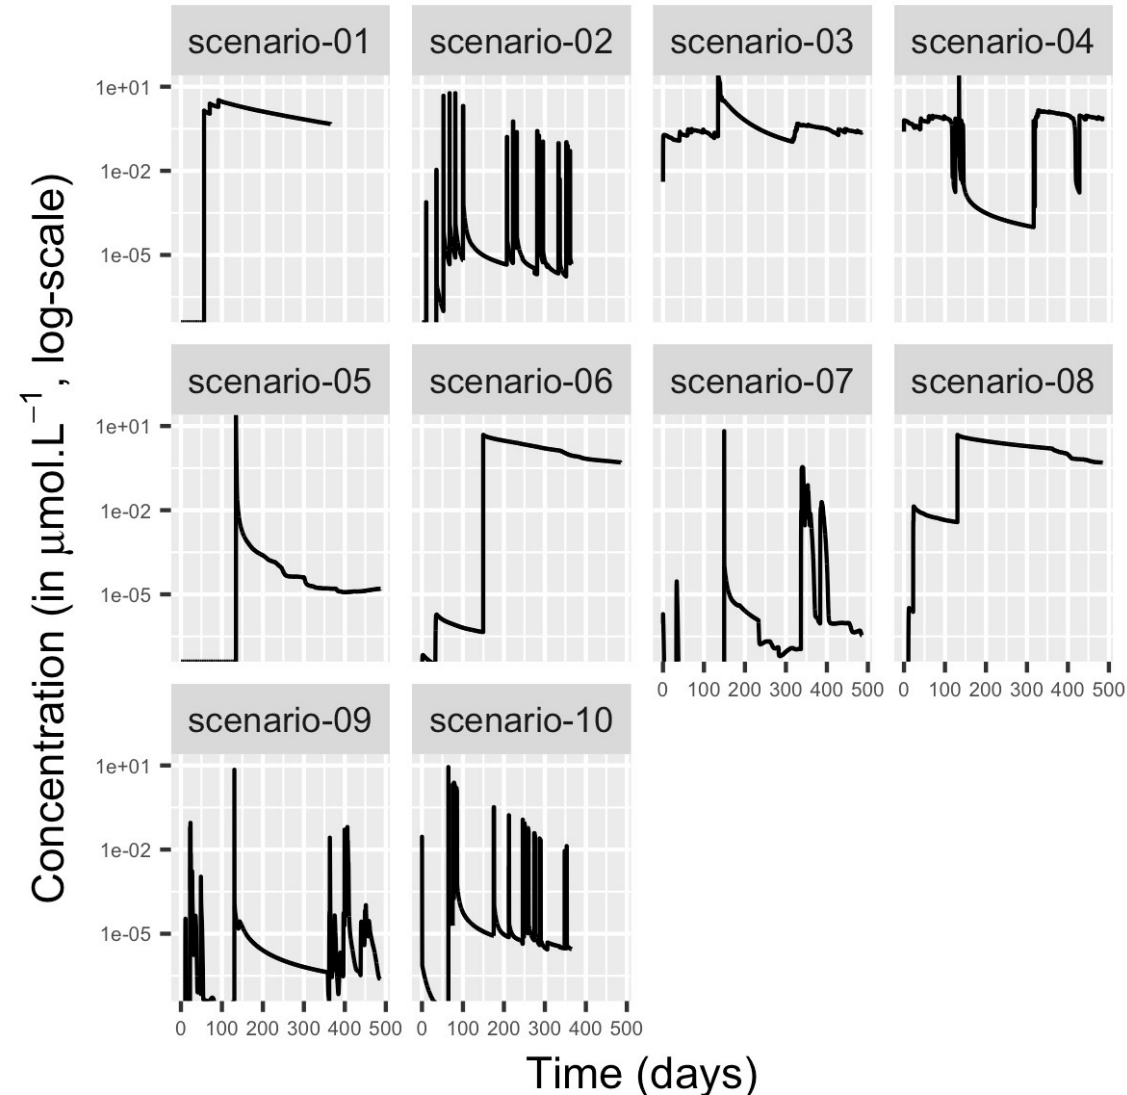 scenario-01 scenario-02 scenario-03 scenario-04
1e+01
1e-02
1e-05
scenario-05 scenario-06 scenario-07 scenario-08
1e+01
1e-02
1e-05
0 100 200 300 400 500 0 100 200 300 400 500
scenario-09 scenario-10
1e+01
1e-02
1e-05
0 100 200 300 400 500 0 100 200 300 400 500
Time (days)
Concentration (in μmol.L⁻¹, log-scale)